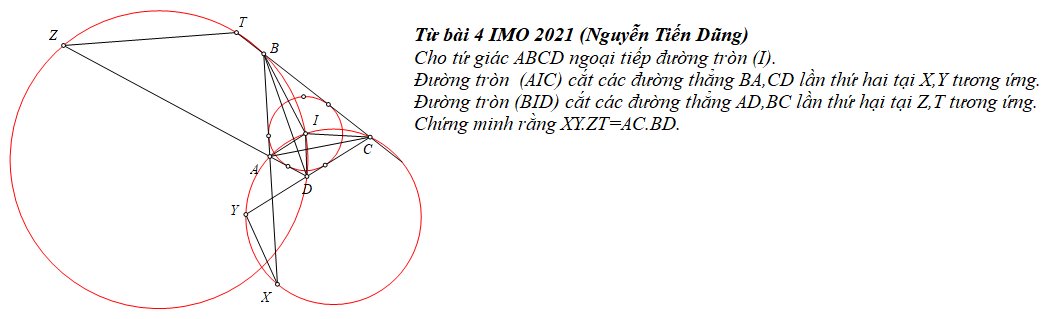 Từ bài 4 IMO 2021 (Nguyễn Tiến Dũng)
Cho tứ giác ABCD ngoại tiếp đường tròn (I).
Đường tròn (AIC) cắt các đường thẳng BA,CD lần thứ hai tại X,Y tương ứng.
Đường tròn (BID) cắt các đường thẳng AD,BC lần thứ hại tại Z,T tương ứng.
Chứng minh rằng XY.ZT=AC.BD.
Z
T
B
I
C
A
D
Y
X